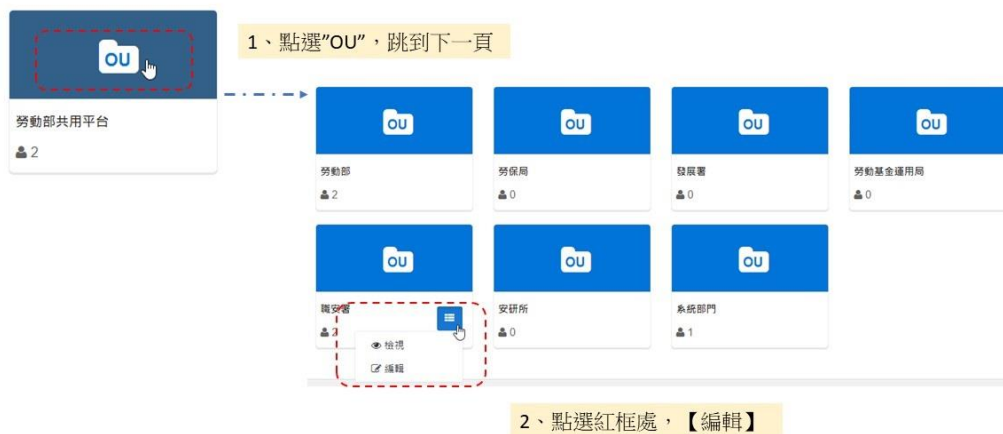 OU
1、點選”OU”，跳到下一頁
勞動部共用平台
2
OU
OU
OU
OU
勞動部
勞保局
發展署
勞動基金運用局
2
0
0
0
OU
OU
OU
職安署
安研所
系統部門
2
0
1
檢視
編輯
2、點選紅框處，【編輯】